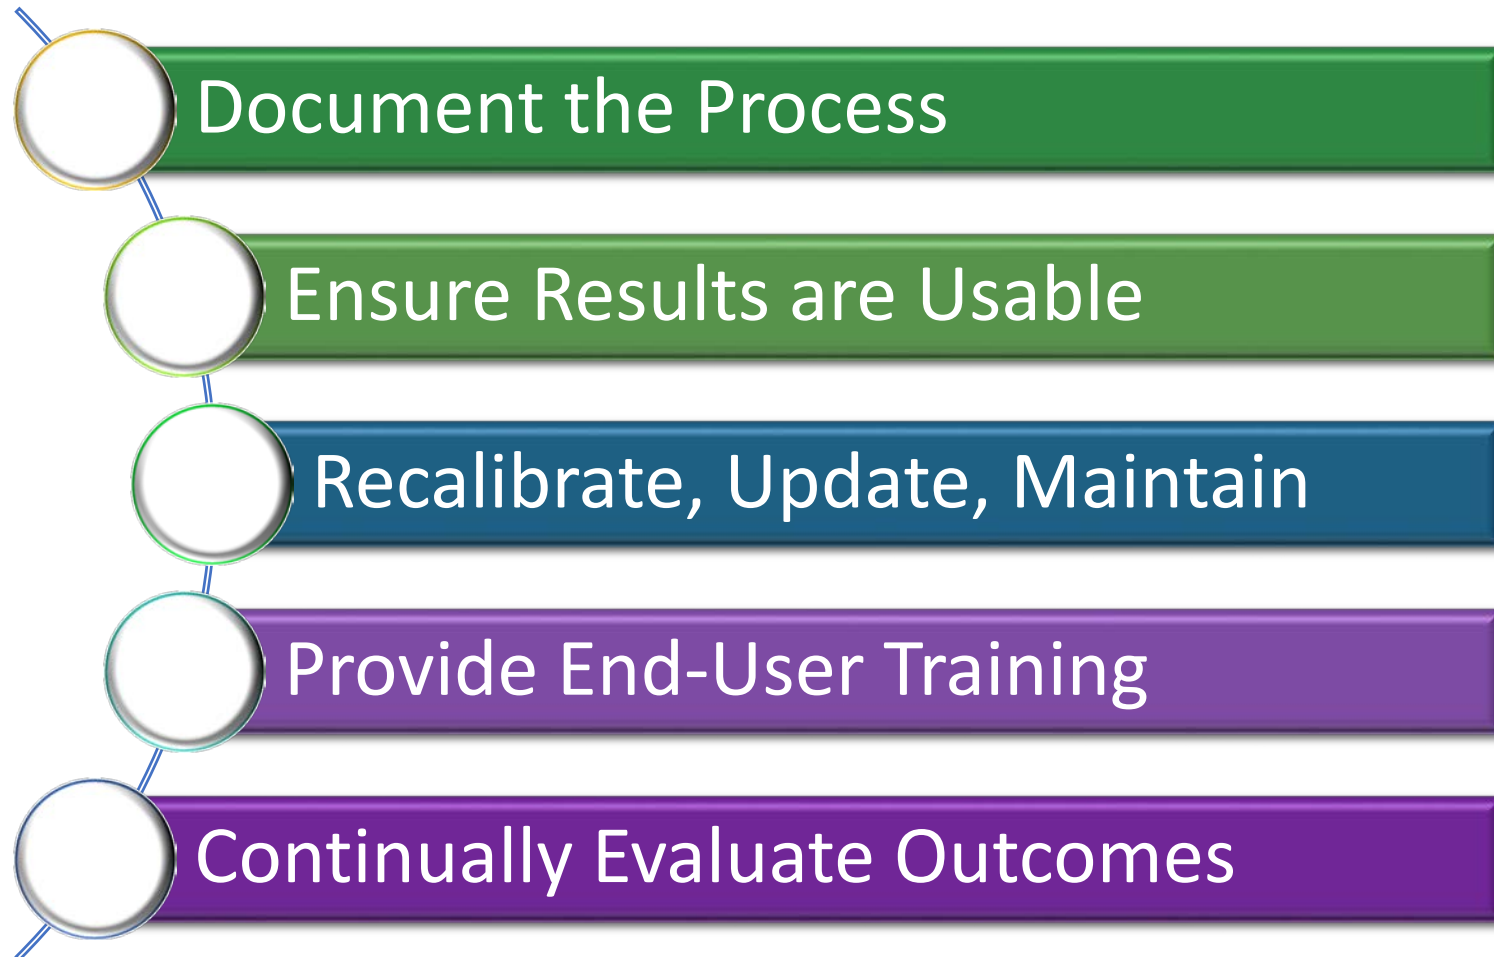 Document the Process
Ensure Results are Usable
Recalibrate, Update, Maintain
Provide End-User Training
Continually Evaluate Outcomes